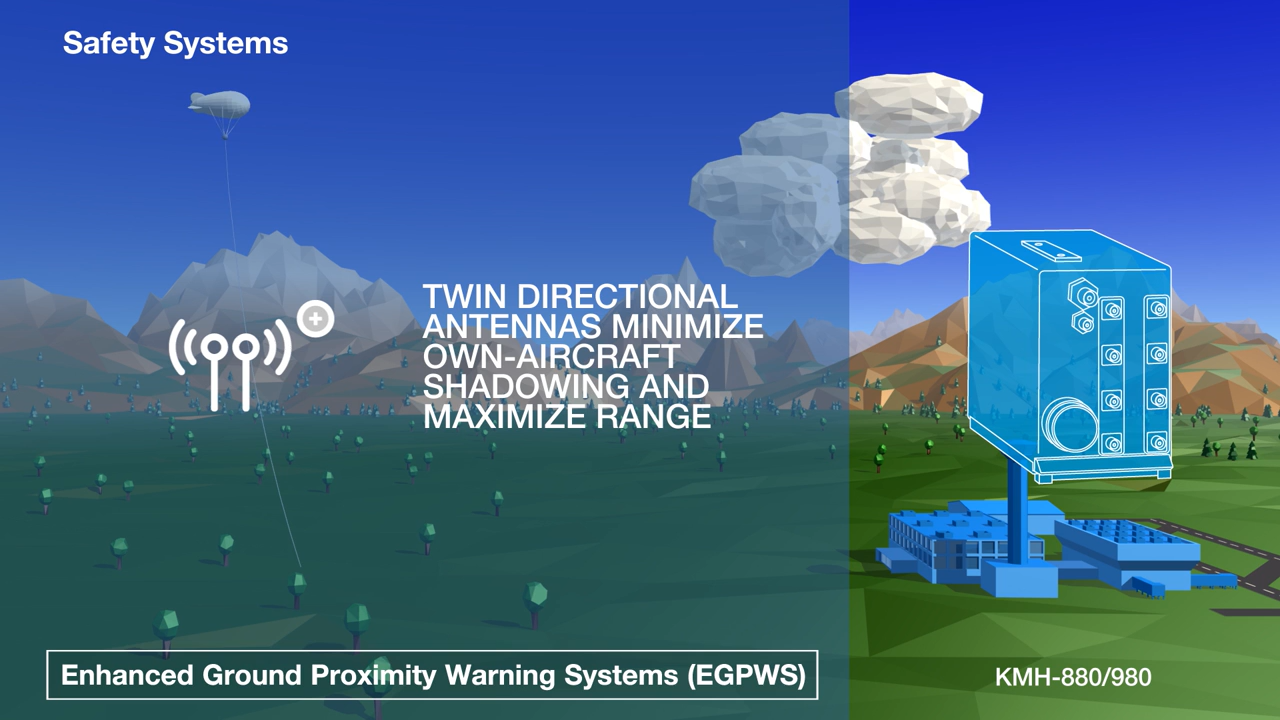 Safety Systems
TWIN DIRECTIONAL
ANTENNAS MINIMIZE
OWN-AIRCRAFT
SHADOWING AND
MAXIMIZE RANGE
Enhanced Ground Proximity Warning Systems (EGPWS)
KMH-880/980